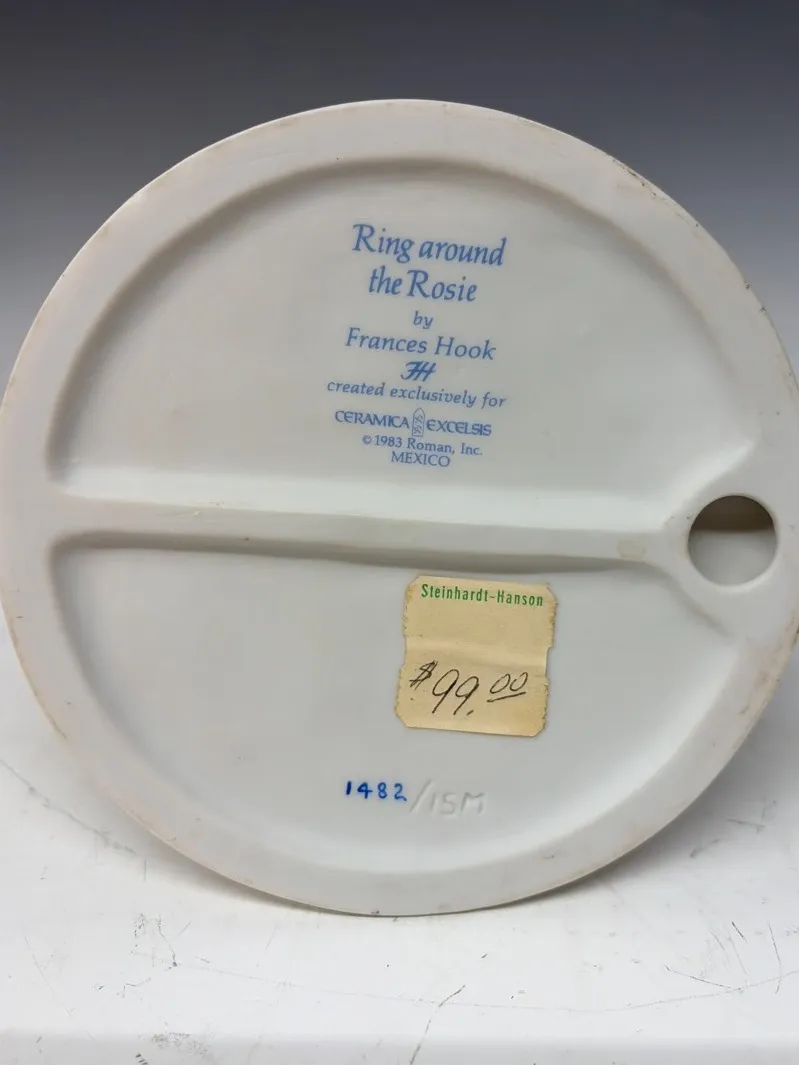 Ring around
the Rosie
by
Frances Hook
FH
created exclusively for
CERAMICA EXCELSIS
© 1983 Roman, Inc.
MEXICO
Steinhardt-Hanson
$99.00
1482/15M